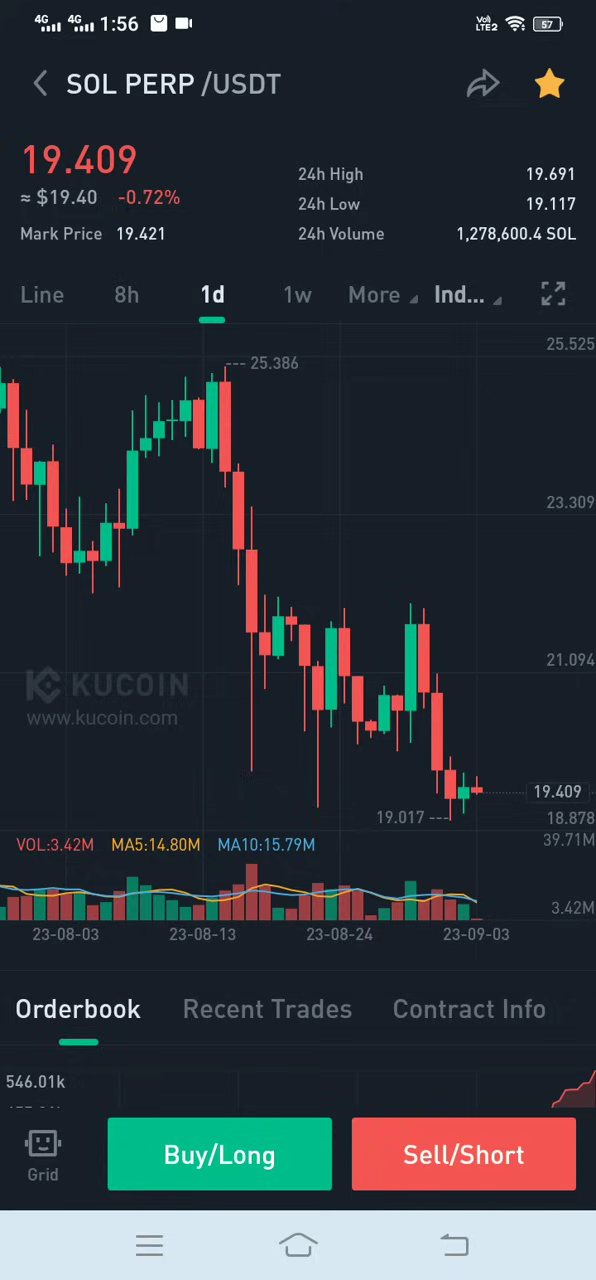 4G 4G 1:56 Vo) LTE2 57
SOL PERP /USDT
19.409
≈ $19.40 -0.72%
Mark Price 19.421
24h High 19.691
24h Low 19.117
24h Volume 1,278,600.4 SOL
Line 8h 1d 1w More Ind...
25.525
25.386
23.309
21.094
KUCOIN
www.kucoin.com
19.409
19.017
18.878
VOL:3.42M MA5:14.80M MA10:15.79M
39.71M
3.42M
23-08-03 23-08-13 23-08-24 23-09-03
Orderbook Recent Trades Contract Info
546.01k
Grid
Buy/Long
Sell/Short